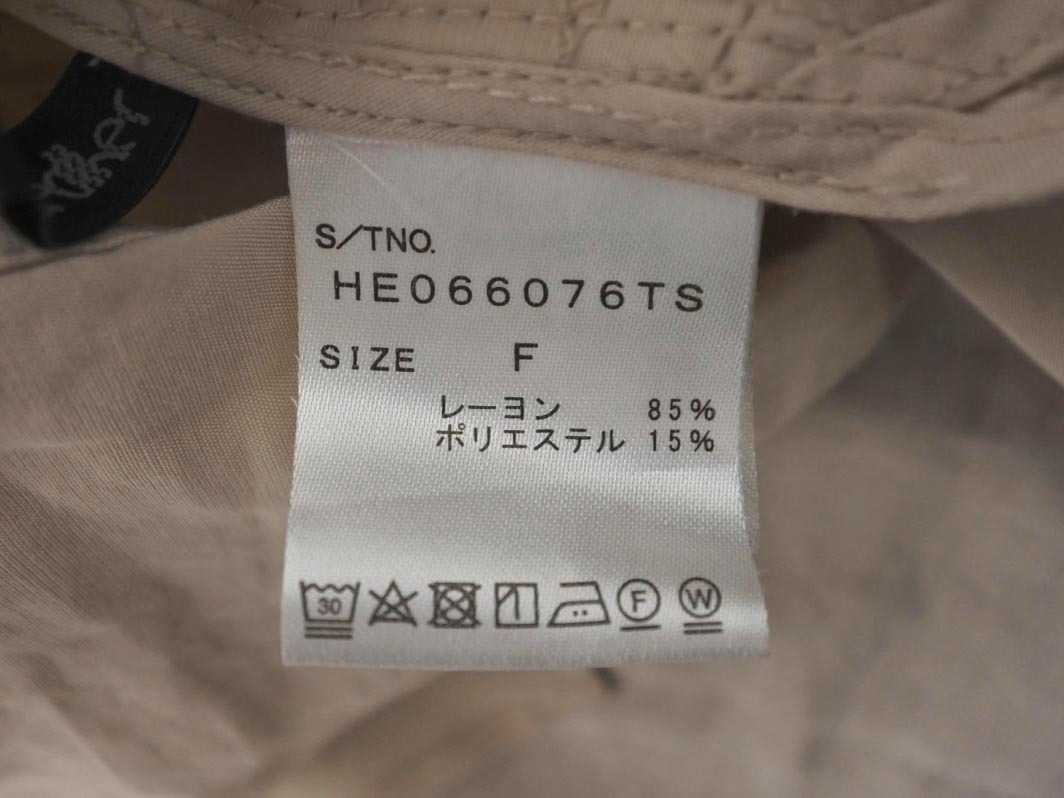 S/TNO.
HE066076TS
SIZE F
レーヨン 85%
ポリエステル 15%
30
F
W